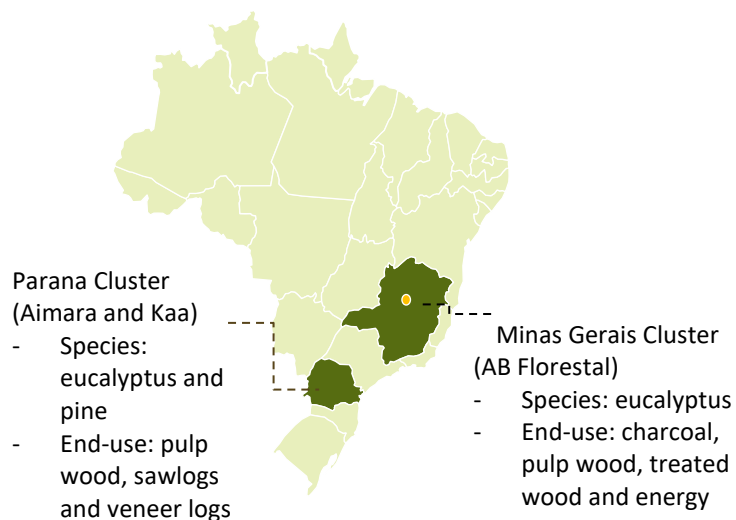 Parana Cluster
(Aimara and Kaa)
- Species:
eucalyptus and
pine
- End-use: pulp
wood, sawlogs
and veneer logs
Minas Gerais Cluster
(AB Florestal)
- Species: eucalyptus
- End-use: charcoal,
pulp wood, treated
wood and energy